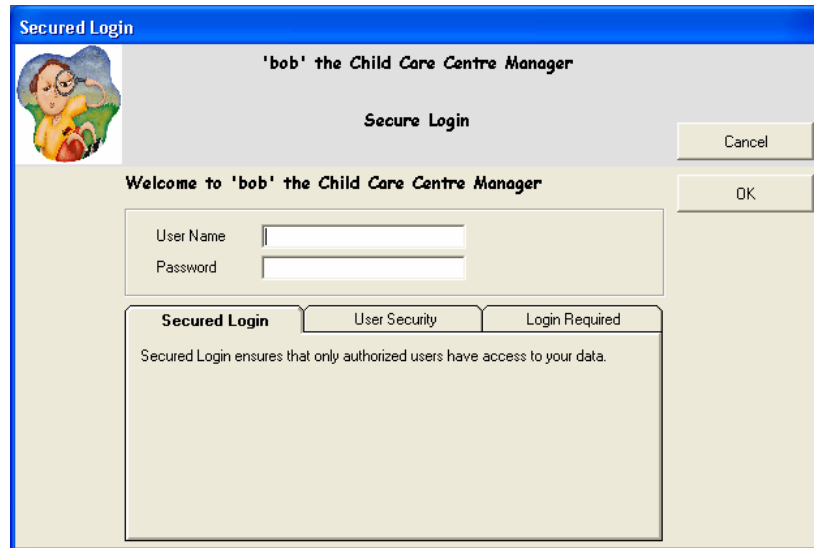 Secured Login
'bob' the Child Care Centre Manager
Secure Login
Cancel
Welcome to 'bob' the Child Care Centre Manager
OK
User Name
Password
Secured Login
User Security
Login Required
Secured Login ensures that only authorized users have access to your data.